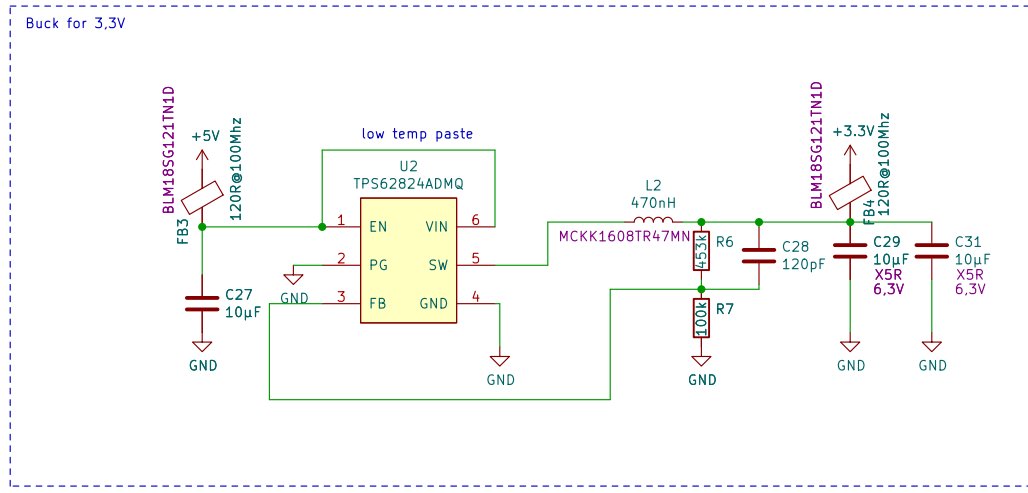 Buck for 3,3V
BLM18SG121TN1D
+5V
120R@100Mhz
FB3
low temp paste
U2
TPS62824ADMQ
1
EN
VIN
6
2
PG
SW
5
3
FB
GND
4
GND
C27
10µF
GND
GND
L2
470nH
MCKK1608TR47MN
R6
453k
C28
120pF
R7
100k
GND
BLM18SG121TN1D
+3.3V
120R@100Mhz
FB4
C29
10µF
X5R
6,3V
GND
C31
10µF
X5R
6,3V
GND